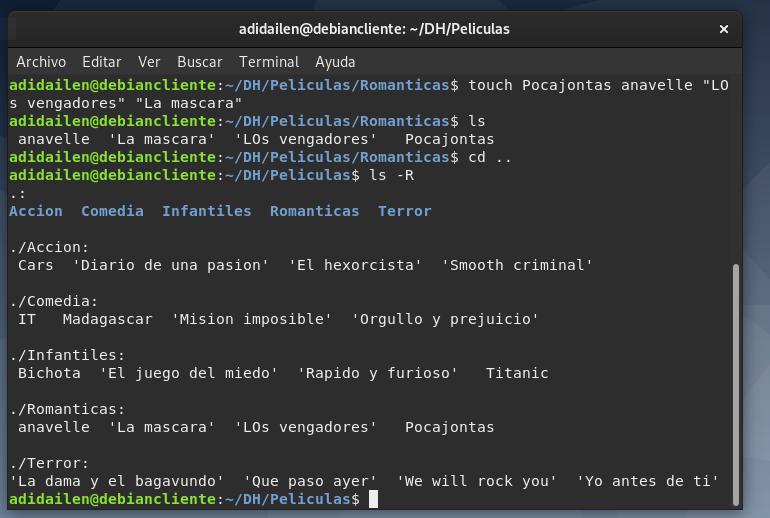 adidailen@debiancliente: ~/DH/Peliculas
Archivo Editar Ver Buscar Terminal Ayuda
adidailen@debiancliente:~/DH/Peliculas/Romanticas$ touch Pocajontas anavelle "LO
s vengadores" "La mascara"
adidailen@debiancliente:~/DH/Peliculas/Romanticas$ ls
anavelle  'La mascara'  'LOs vengadores'   Pocajontas
adidailen@debiancliente:~/DH/Peliculas/Romanticas$ cd ..
adidailen@debiancliente:~/DH/Peliculas$ ls -R
.:
Accion  Comedia  Infantiles  Romanticas  Terror

./Accion:
 Cars  'Diario de una pasion'  'El hexorcista'  'Smooth criminal'

./Comedia:
 IT   Madagascar  'Mision imposible'  'Orgullo y prejuicio'

./Infantiles:
 Bichota  'El juego del miedo'  'Rapido y furioso'   Titanic

./Romanticas:
 anavelle  'La mascara'  'LOs vengadores'   Pocajontas

./Terror:
'La dama y el bagavundo'  'Que paso ayer'  'We will rock you'  'Yo antes de ti'
adidailen@debiancliente:~/DH/Peliculas$